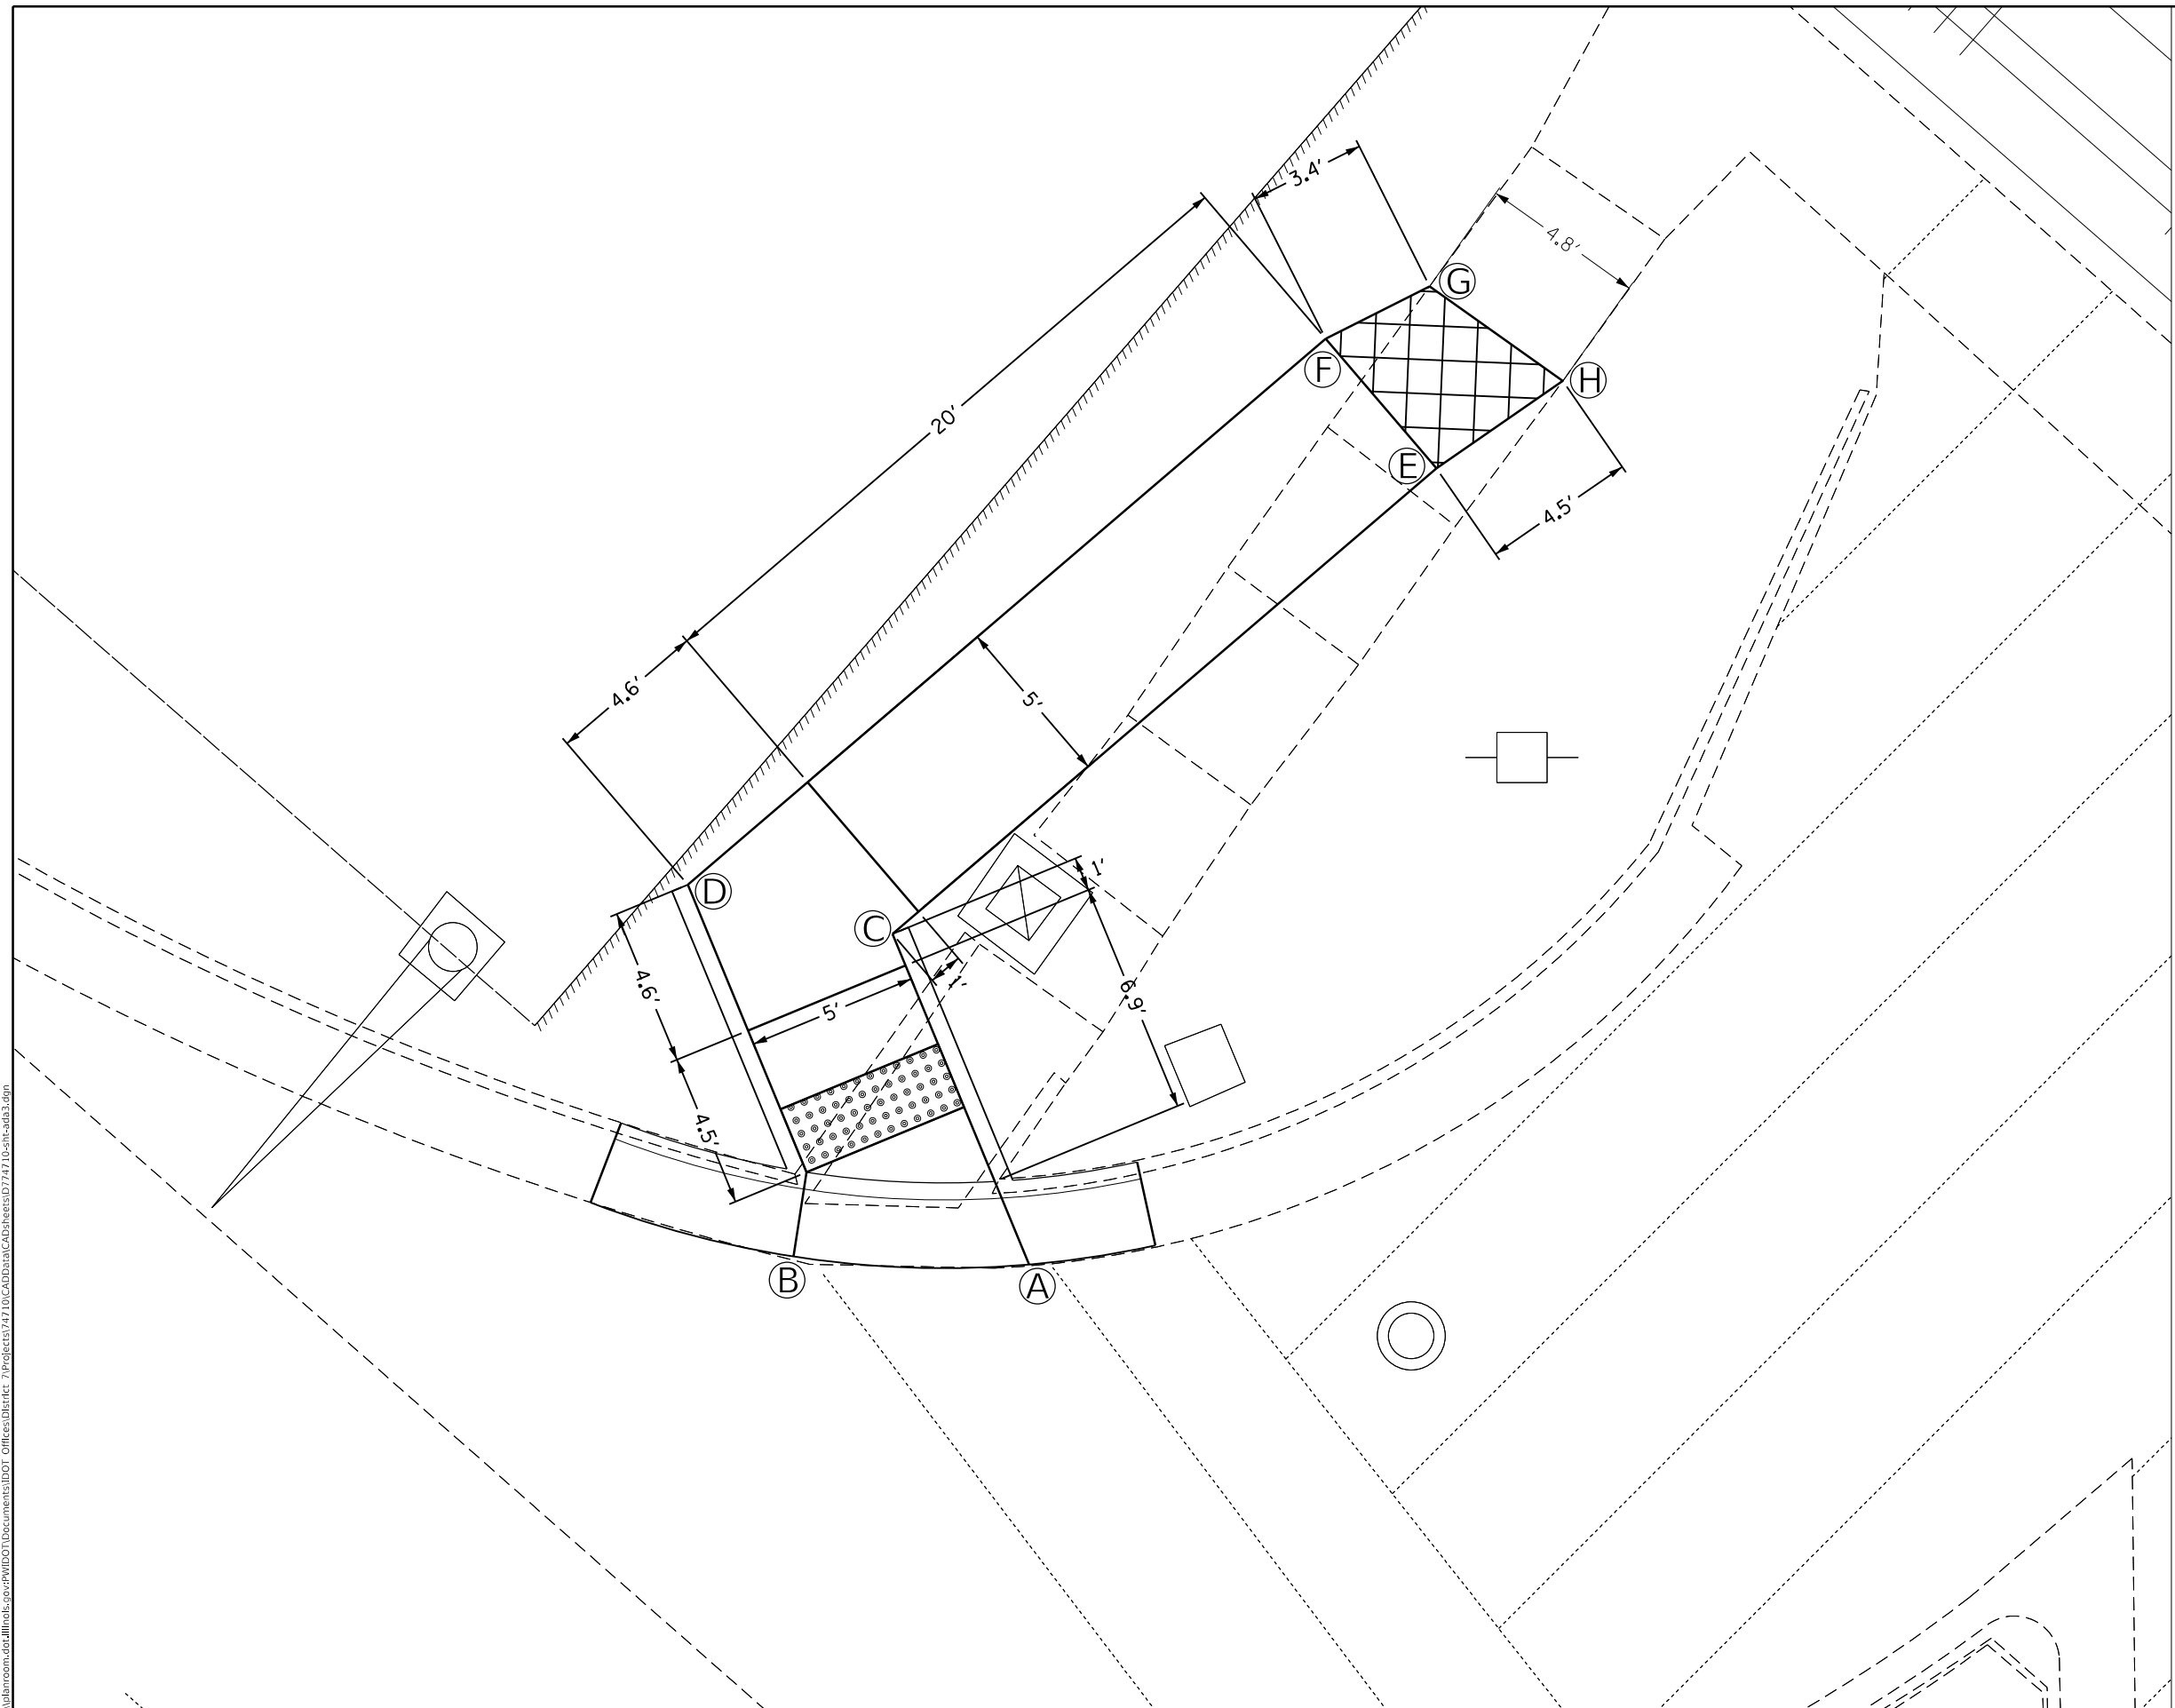 3.4'
4.8'
G
20'
F
H
E
4.5'
4.6'
5'
1'
D
C
4.6'
1'
6.9'
5'
4.5'
B
A
\planroom.dot.illinois.gov:PWIDOT\Documents\IDOT Offices\District 7\Projects\74710\CADData\CADsheets\D774710-sht-ada3.dgn